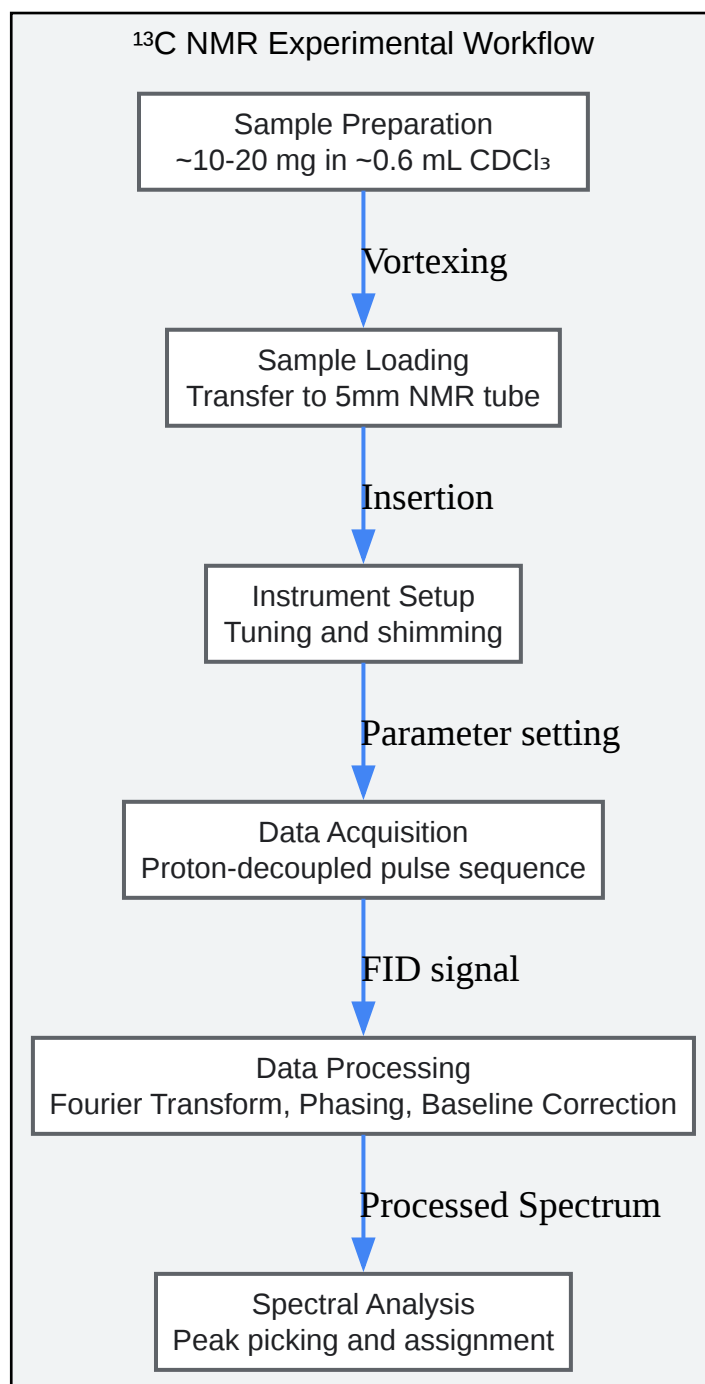 ¹³C NMR Experimental Workflow
Sample Preparation
~10-20 mg in ~0.6 mL CDCl₃
Vortexing
Sample Loading
Transfer to 5mm NMR tube
Insertion
Instrument Setup
Tuning and shimming
Parameter setting
Data Acquisition
Proton-decoupled pulse sequence
FID signal
Data Processing
Fourier Transform, Phasing, Baseline Correction
Processed Spectrum
Spectral Analysis
Peak picking and assignment